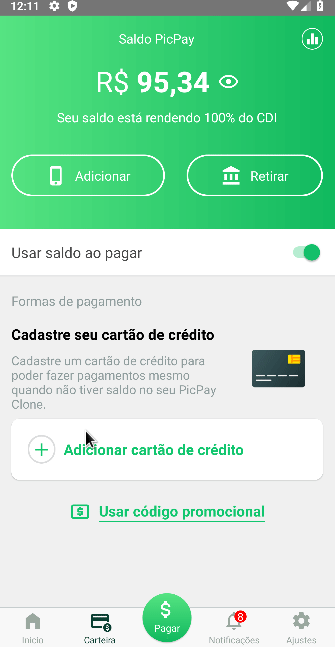 12:11
Saldo PicPay
R$ 95,34
Seu saldo está rendendo 100% do CDI
Adicionar
Retirar
Usar saldo ao pagar
Formas de pagamento
Cadastre seu cartão de crédito
Cadastre um cartão de crédito para
poder fazer pagamentos mesmo
quando não tiver saldo no seu PicPay
Clone.
Adicionar cartão de crédito
Usar código promocional
$
Pagar
8
Início
Carteira
Notificações
Ajustes